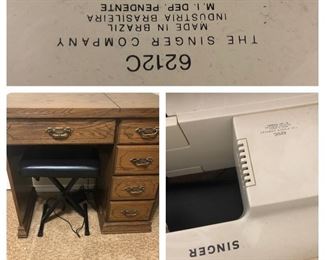 6212C
THE SINGER COMPANY
MADE IN BRAZIL
INDUSTRIA BRASILEIRA
M. I. DEP. PENDENTE
SINGER